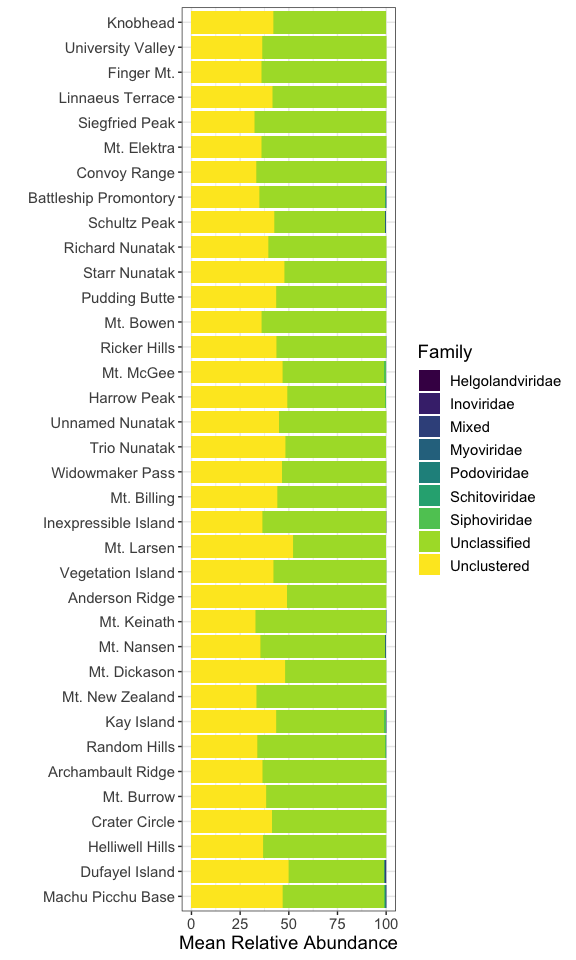 Knobhead
University Valley
Finger Mt.
Linnaeus Terrace
Siegfried Peak
Mt. Elektra
Convoy Range
Battleship Promontory
Schultz Peak
Richard Nunatak
Starr Nunatak
Pudding Butte
Mt. Bowen
Ricker Hills
Mt. McGee
Harrow Peak
Unnamed Nunatak
Trio Nunatak
Widowmaker Pass
Mt. Billing
Inexpressible Island
Mt. Larsen
Vegetation Island
Anderson Ridge
Mt. Keinath
Mt. Nansen
Mt. Dickason
Mt. New Zealand
Kay Island
Random Hills
Archambault Ridge
Mt. Burrow
Crater Circle
Helliwell Hills
Dufayel Island
Machu Picchu Base
0 25 50 75 100
Mean Relative Abundance
Family
Helgolandviridae
Inoviridae
Mixed
Myoviridae
Podoviridae
Schitoviridae
Siphoviridae
Unclassified
Unclustered